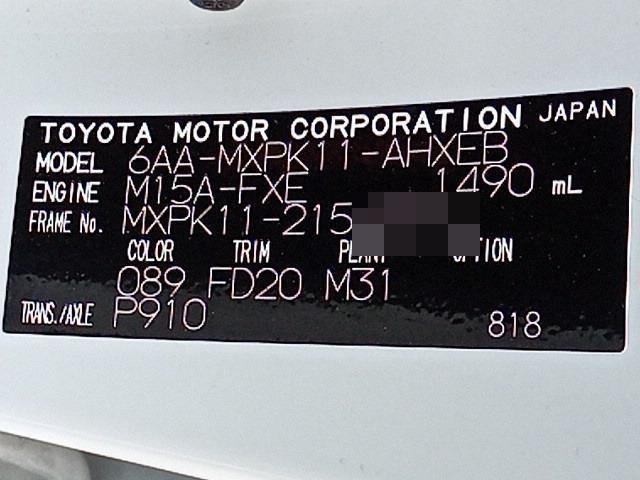 TOYOTA MOTOR CORPORATION JAPAN
MODEL 6AA-MXPK11-AHXEB
ENGINE M15A-FXE 1490 mL
FRAME No. MXPK11-215
COLOR TRIM
089 FD20 M31
TRANS./AXLE P910 818